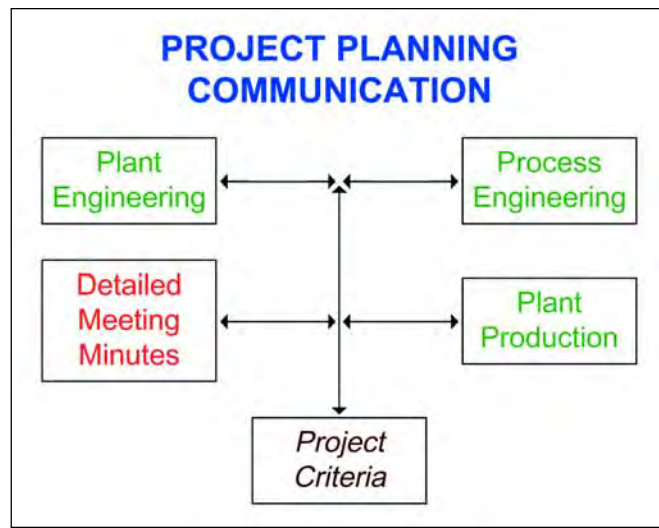 PROJECT PLANNING
COMMUNICATION
Plant
Engineering
Process
Engineering
Detailed
Meeting
Minutes
Plant
Production
Project
Criteria